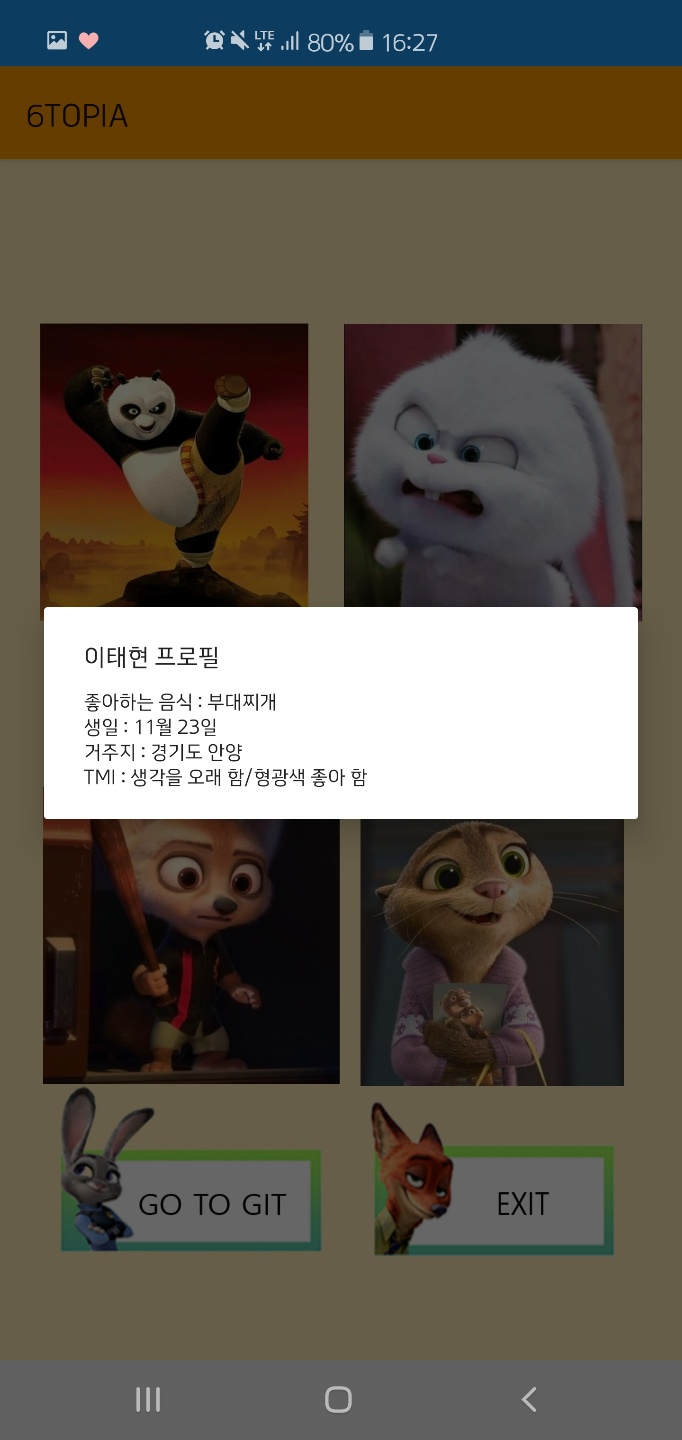 LTE 80% 16:27
6TOPIA
이태현 프로필
좋아하는 음식 : 부대찌개
생일 : 11월 23일
거주지 : 경기도 안양
TMI : 생각을 오래 함/형광색 좋아 함
GO TO GIT
EXIT